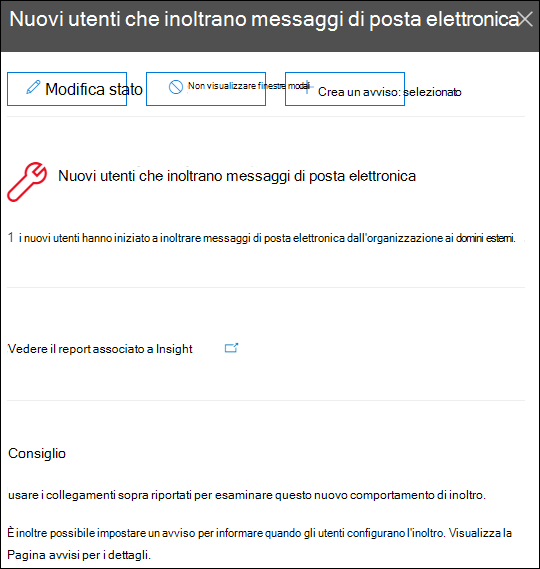 Nuovi utenti che inoltrano messaggi di posta elettronica
Modifica stato
Non visualizzare finestre modali
Crea un avviso: selezionato
Nuovi utenti che inoltrano messaggi di posta elettronica
1 i nuovi utenti hanno iniziato a inoltrare messaggi di posta elettronica dall'organizzazione ai domini esterni.
Vedere il report associato a Insight
Consiglio
usare i collegamenti sopra riportati per esaminare questo nuovo comportamento di inoltro.
È inoltre possibile impostare un avviso per informare quando gli utenti configurano l'inoltro. Visualizza la
Pagina avvisi per i dettagli.